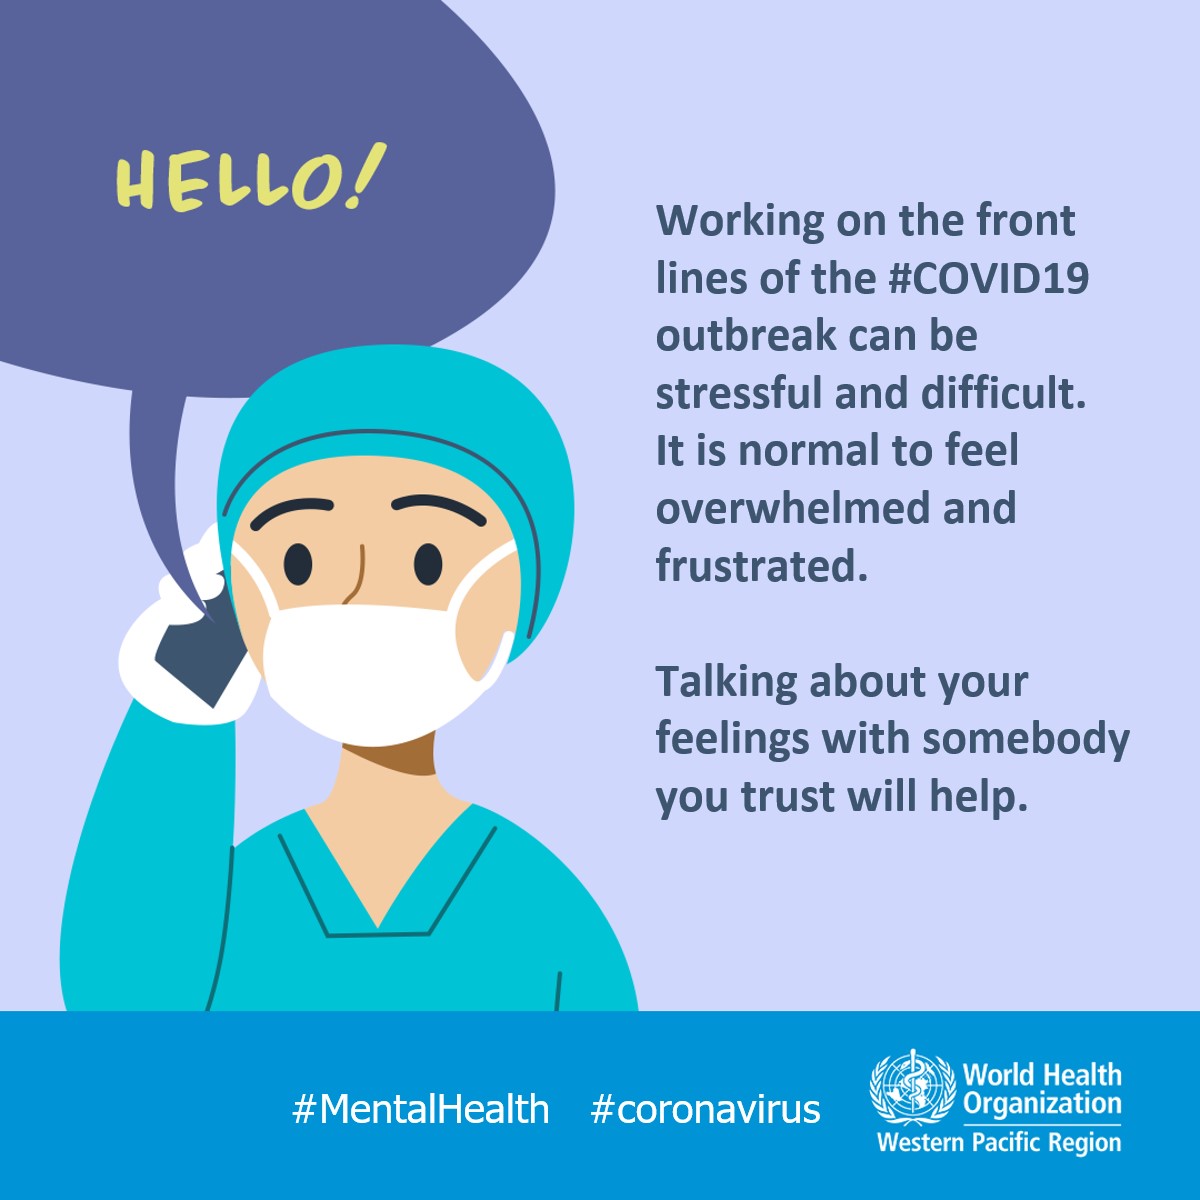 HELLO!
Working on the front
lines of the #COVID19
outbreak can be
stressful and difficult.
It is normal to feel
overwhelmed and
frustrated.
Talking about your
feelings with somebody
you trust will help.
#MentalHealth #coronavirus
World Health
Organization
Western Pacific Region